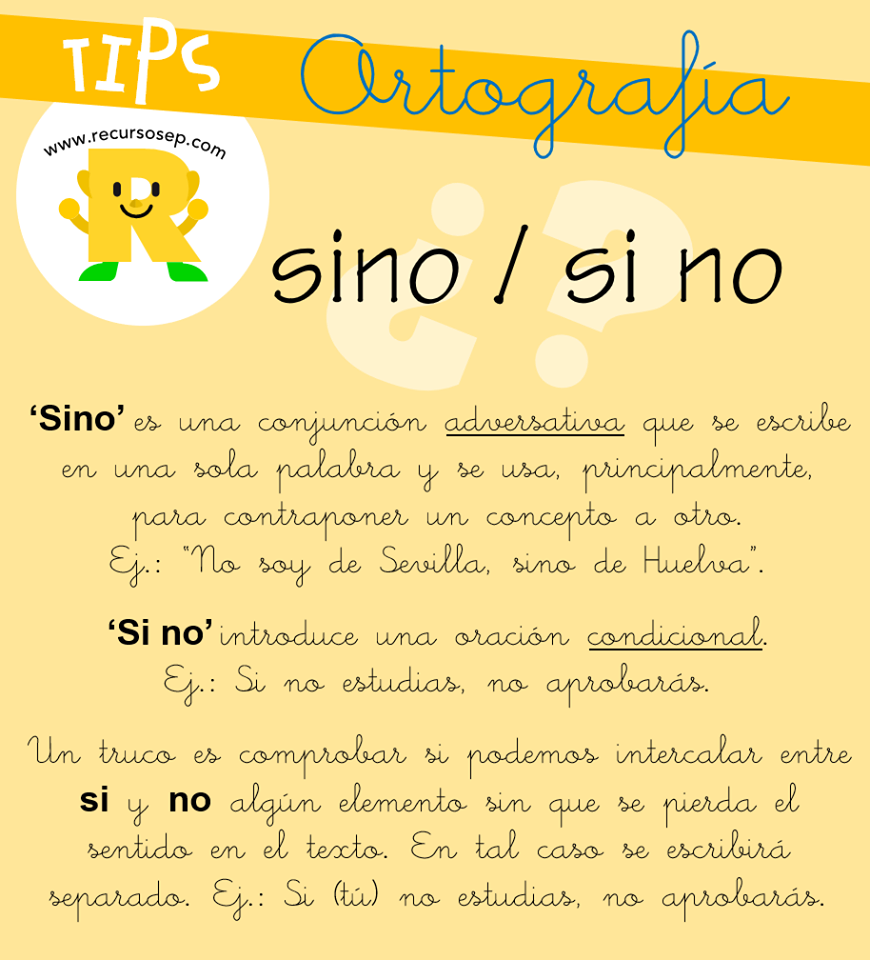 TIPS
Ortografía
www.recursosep.com
R
sino / si no
¿?
‘Sino’ es una conjunción adversativa que se escribe
en una sola palabra y se usa, principalmente,
para contraponer un concepto a otro.
Ej.: “No soy de Sevilla, sino de Huelva”.
‘Si no’ introduce una oración condicional.
Ej.: Si no estudias, no aprobarás.
Un truco es comprobar si podemos intercalar entre
si y no algún elemento sin que se pierda el
sentido en el texto. En tal caso se escribirá
separado. Ej.: Si (tú) no estudias, no aprobarás.